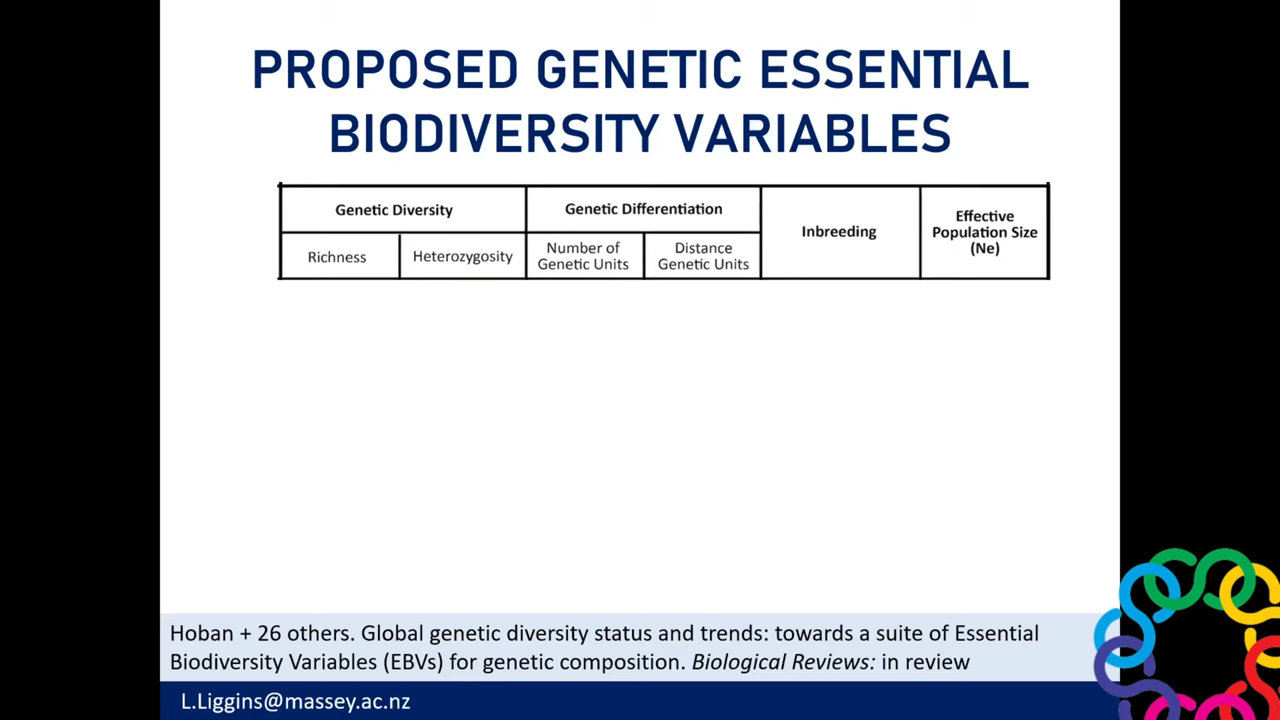 PROPOSED GENETIC ESSENTIAL
BIODIVERSITY VARIABLES
Genetic Diversity
Genetic Differentiation
Inbreeding
Effective
Population Size
(Ne)
Richness
Heterozygosity
Number of
Genetic Units
Distance
Genetic Units
Hoban + 26 others. Global genetic diversity status and trends: towards a suite of Essential
Biodiversity Variables (EBVs) for genetic composition. Biological Reviews: in review
L.Liggins@massey.ac.nz